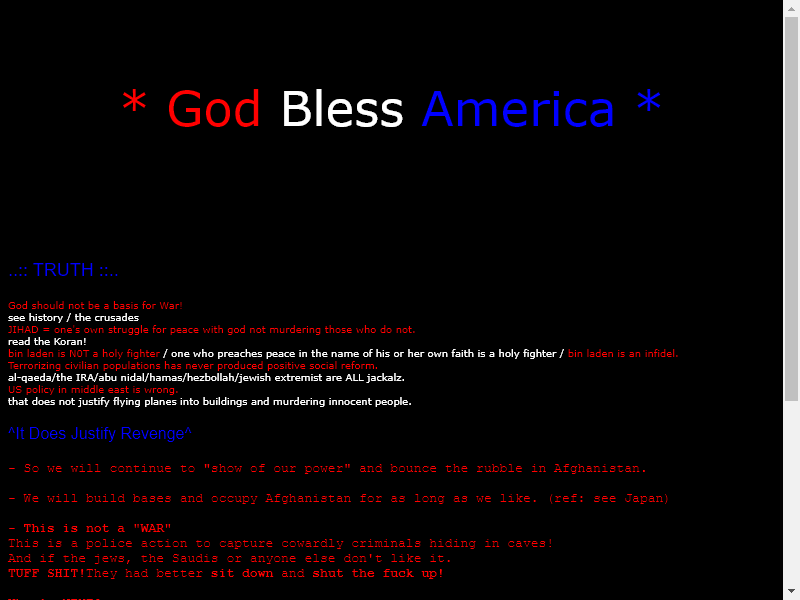 * God Bless America *
..:: TRUTH ::..
God should not be a basis for War!
see history / the crusades
JIHAD = one's own struggle for peace with god not murdering those who do not.
read the Koran!
bin laden is N0T a holy fighter / one who preaches peace in the name of his or her own faith is a holy fighter / bin laden is an infidel.
Terrorizing civilian populations has never produced positive social reform.
al-qaeda/the IRA/abu nidal/hamas/hezbollah/jewish extremist are ALL jackalz.
US policy in middle east is wrong.
that does not justify flying planes into buildings and murdering innocent people.
^It Does Justify Revenge^
- So we will continue to "show of our power" and bounce the rubble in Afghanistan.
- We will build bases and occupy Afghanistan for as long as we like. (ref: see Japan)
- This is not a "WAR"
This is a police action to capture cowardly criminals hiding in caves!
And if the jews, the Saudis or anyone else don't like it.
TUFF SHIT!They had better sit down and shut the fuck up!